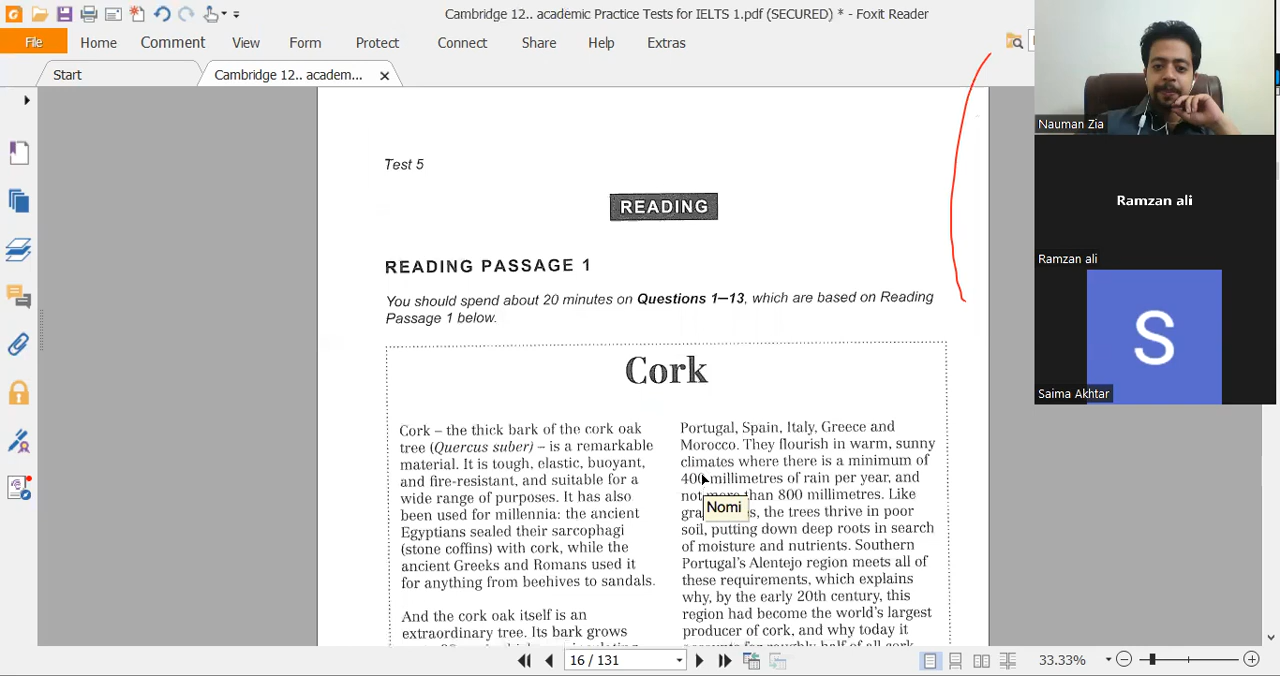 Cambridge 12.. academic Practice Tests for IELTS 1.pdf (SECURED) * - Foxit Reader
File Home Comment View Form Protect Connect Share Help Extras
Start Cambridge 12.. academ...
Nauman Zia
Ramzan ali
Ramzan ali
S
Saima Akhtar
Test 5
READING
READING PASSAGE 1
You should spend about 20 minutes on Questions 1–13, which are based on Reading
Passage 1 below.
Cork
Cork – the thick bark of the cork oak
tree (Quercus suber) – is a remarkable
material. It is tough, elastic, buoyant,
and fire-resistant, and suitable for a
wide range of purposes. It has also
been used for millennia: the ancient
Egyptians sealed their sarcophagi
(stone coffins) with cork, while the
ancient Greeks and Romans used it
for anything from beehives to sandals.
And the cork oak itself is an
extraordinary tree. Its bark grows
Portugal, Spain, Italy, Greece and
Morocco. They flourish in warm, sunny
climates where there is a minimum of
400 millimetres of rain per year, and
not more than 800 millimetres. Like
the trees thrive in poor
soil, putting down deep roots in search
of moisture and nutrients. Southern
Portugal's Alentejo region meets all of
these requirements, which explains
why, by the early 20th century, this
region had become the world's largest
producer of cork, and why today it
accounts for roughly half of all cork
Nomi
16 / 131
33.33%